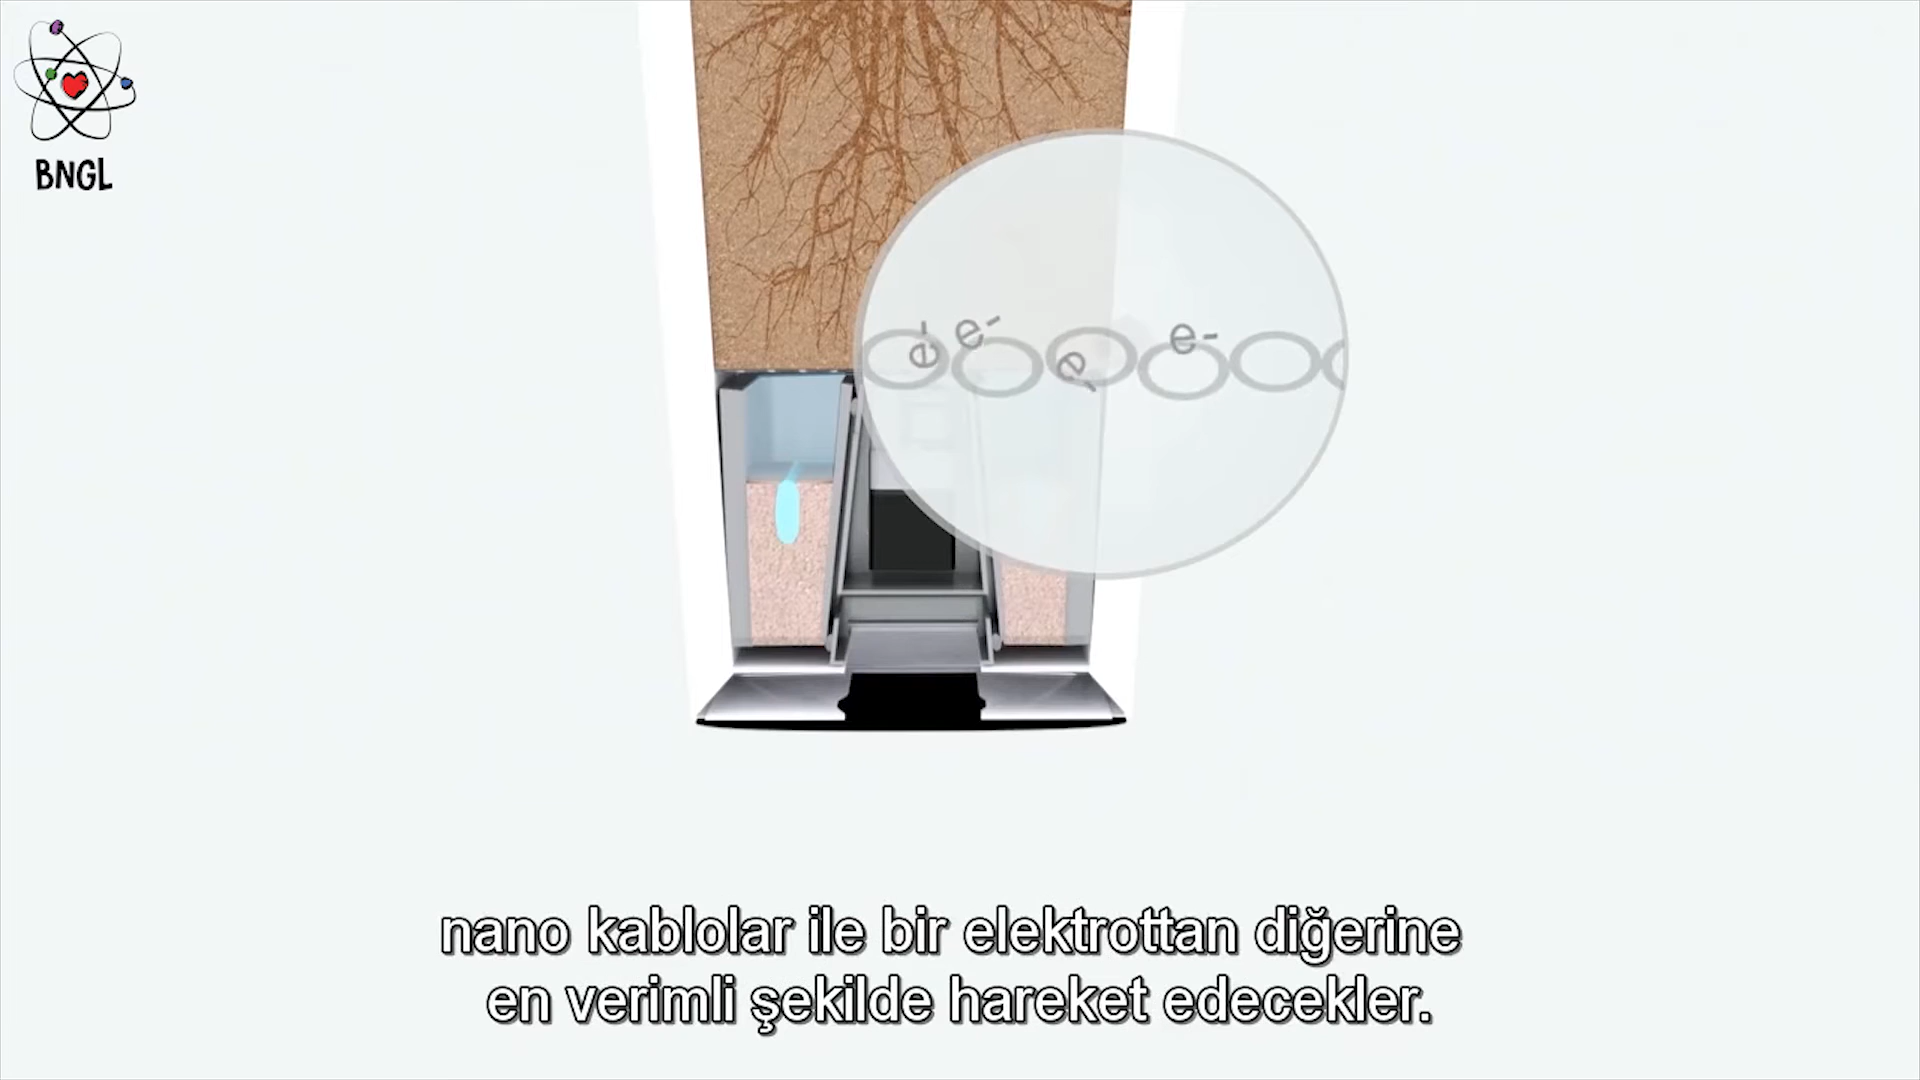 BNGL
e-
e-
e-
e-
nano kablolar ile bir elektrottan diğerine
en verimli şekilde hareket edecekler.